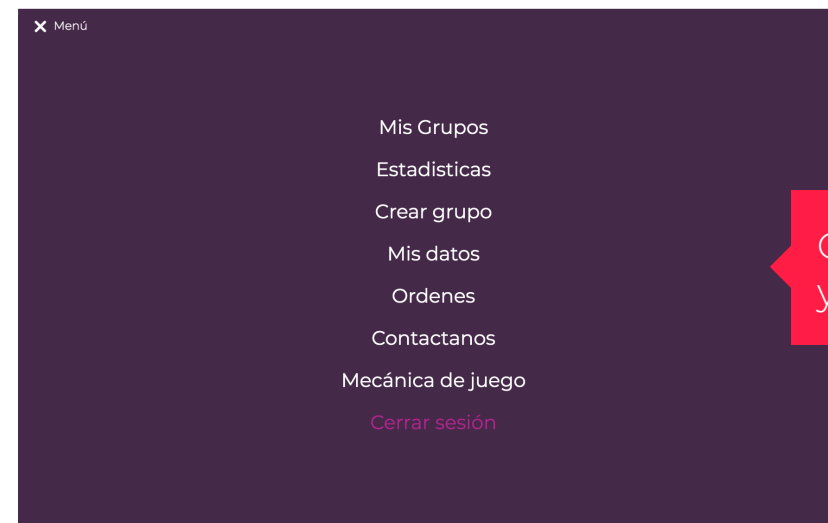 Menú
Mis Grupos
Estadisticas
Crear grupo
Mis datos
Ordenes
Contactanos
Mecánica de juego
Cerrar sesión